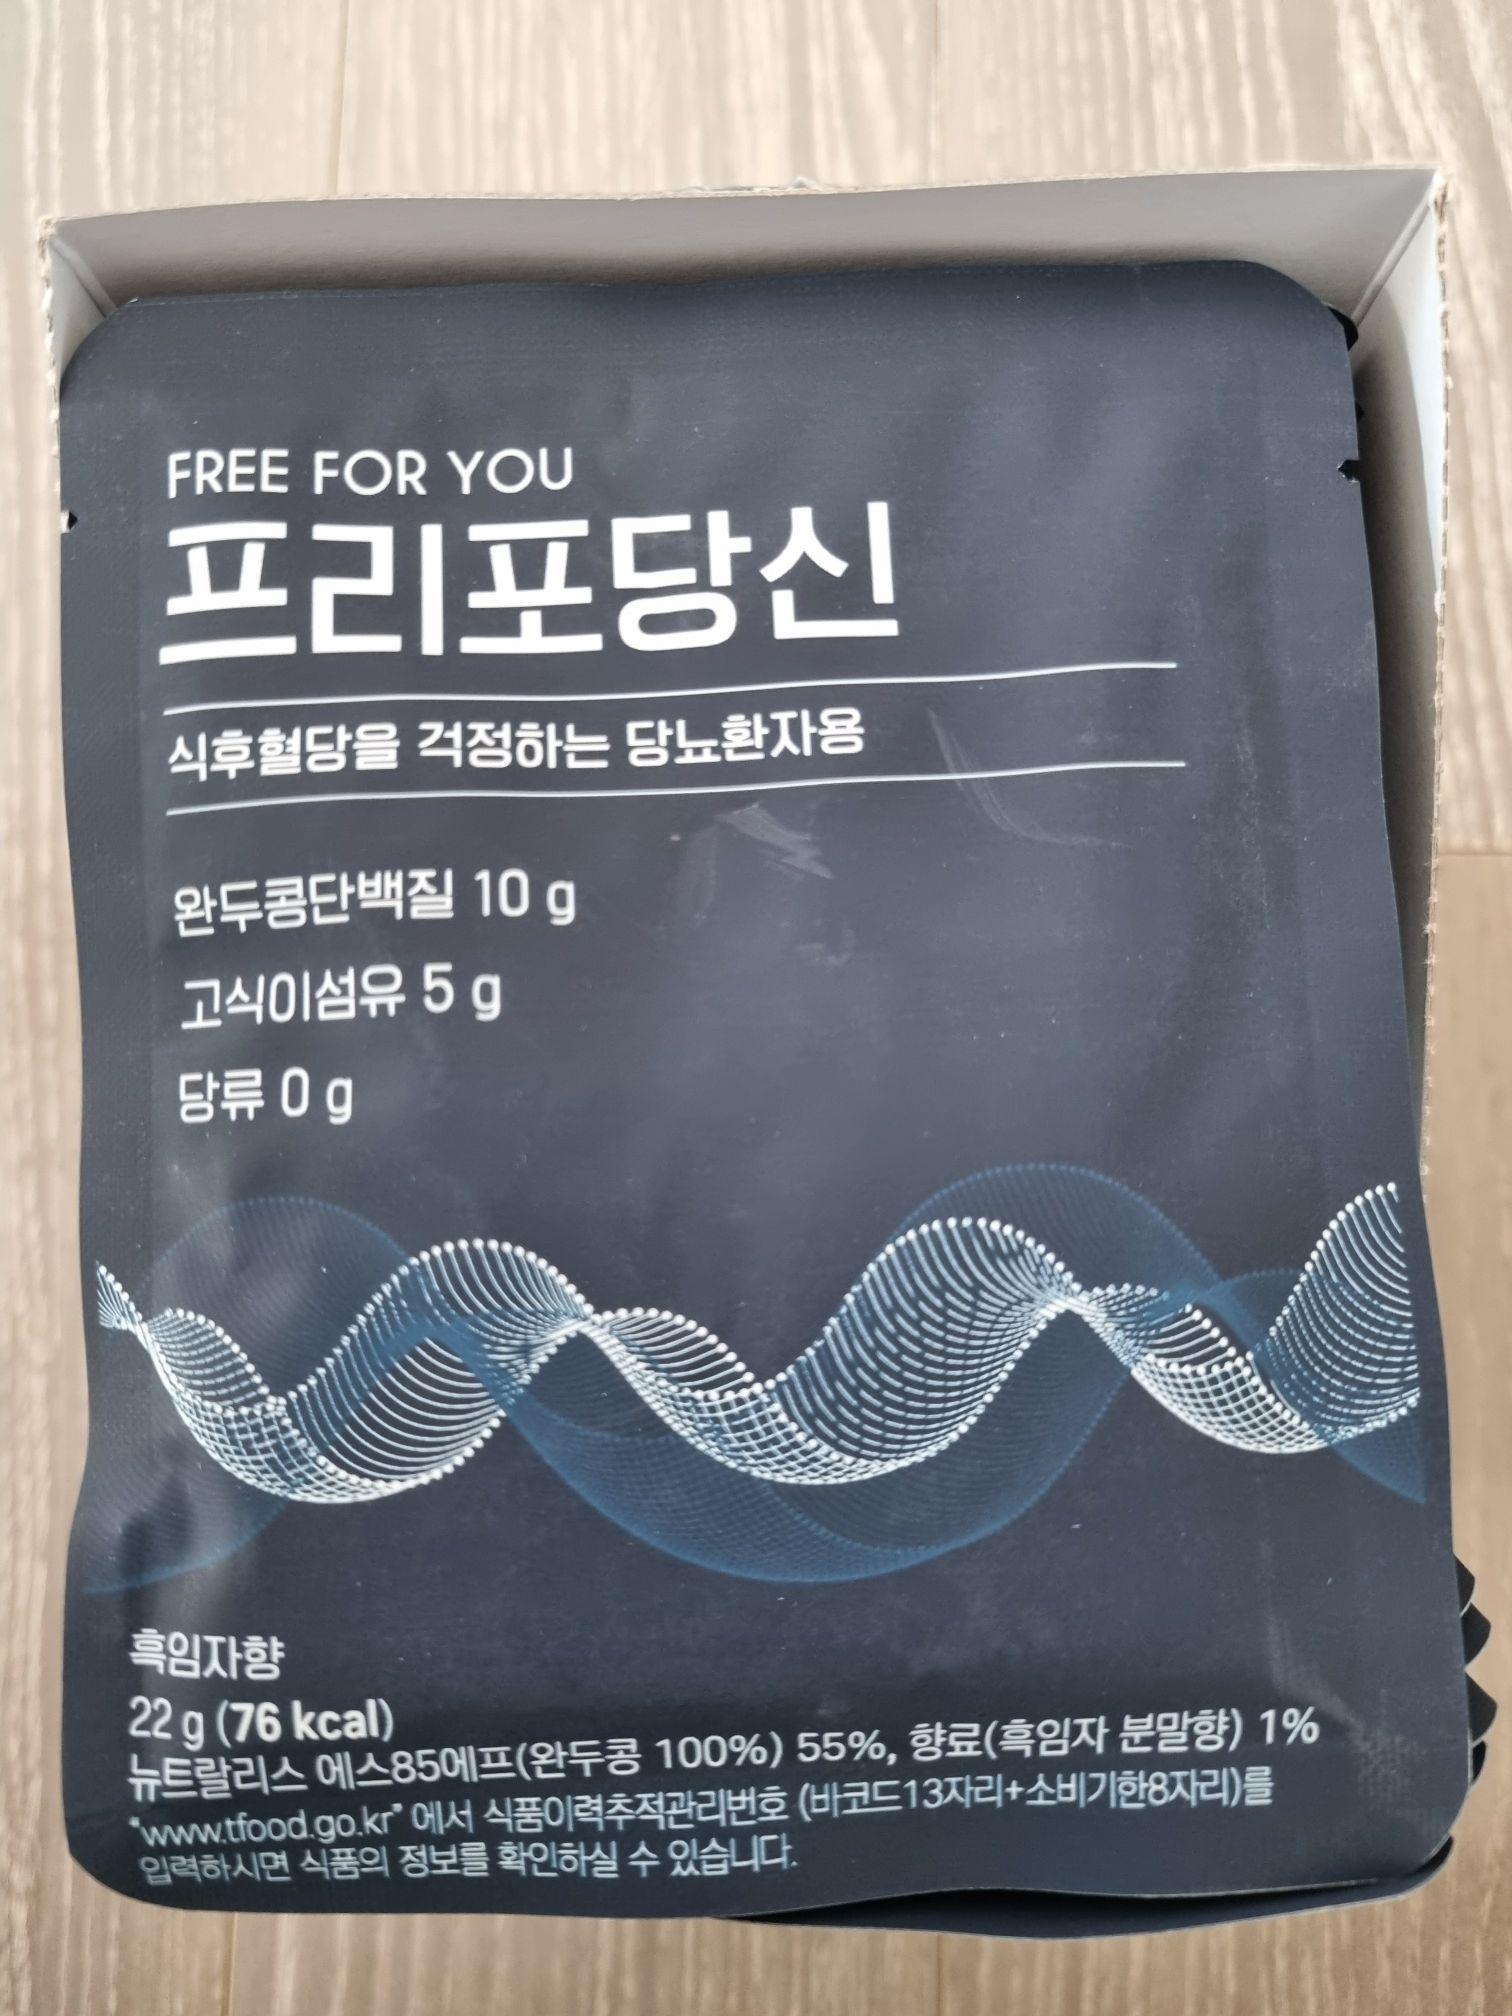 FREE FOR YOU
프리포당신
식후혈당을 걱정하는 당뇨환자용
완두콩단백질 10 g
고식이섬유 5 g
당류 0 g
흑임자향
22 g (76 kcal)
뉴트랄리스 에스85에프(완두콩 100%) 55%, 향료(흑임자 분말향) 1%
"www.tfood.go.kr" 에서 식품이력추적관리번호 (바코드13자리+소비기한8자리)를
입력하시면 식품의 정보를 확인하실 수 있습니다.